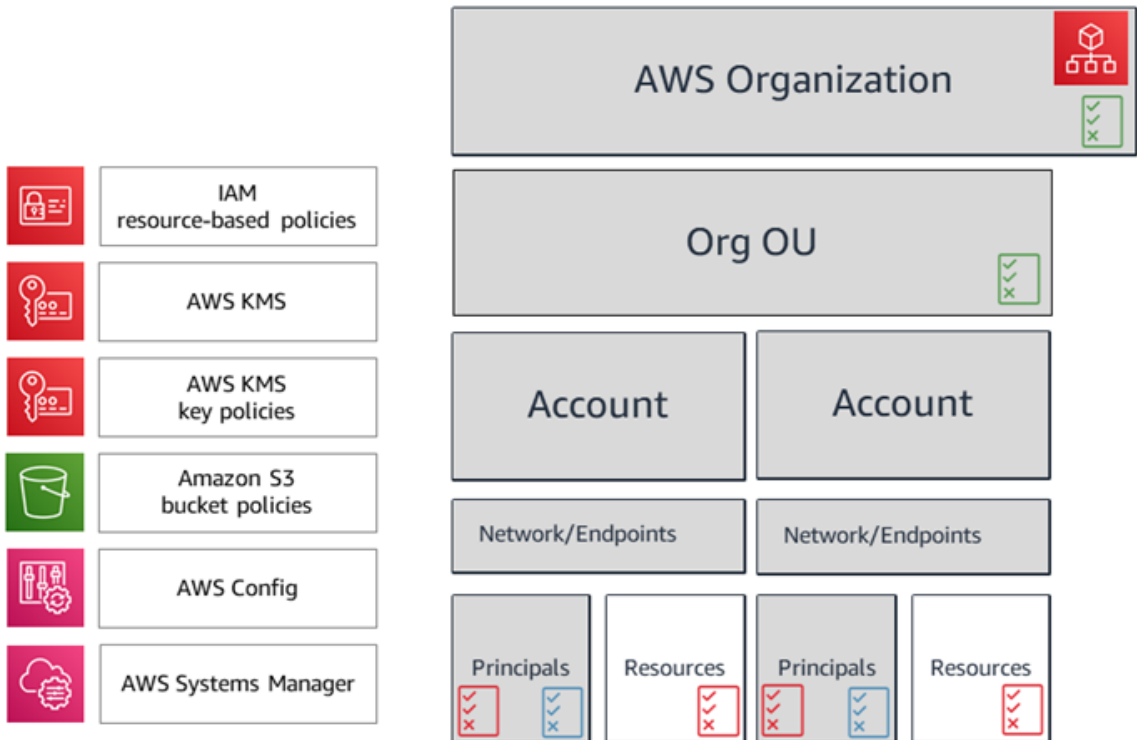 AWS Organization
IAM
resource-based policies
Org OU
AWS KMS
AWS KMS
key policies
Account
Account
Amazon S3
bucket policies
Network/Endpoints
Network/Endpoints
AWS Config
Principals
Resources
Principals
Resources
AWS Systems Manager